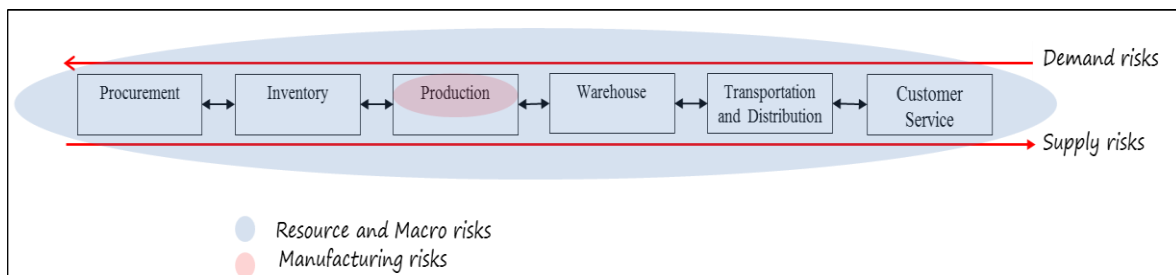 Demand risks
Procurement
Inventory
Production
Warehouse
Transportation
and Distribution
Customer
Service
Supply risks
Resource and Macro risks
Manufacturing risks